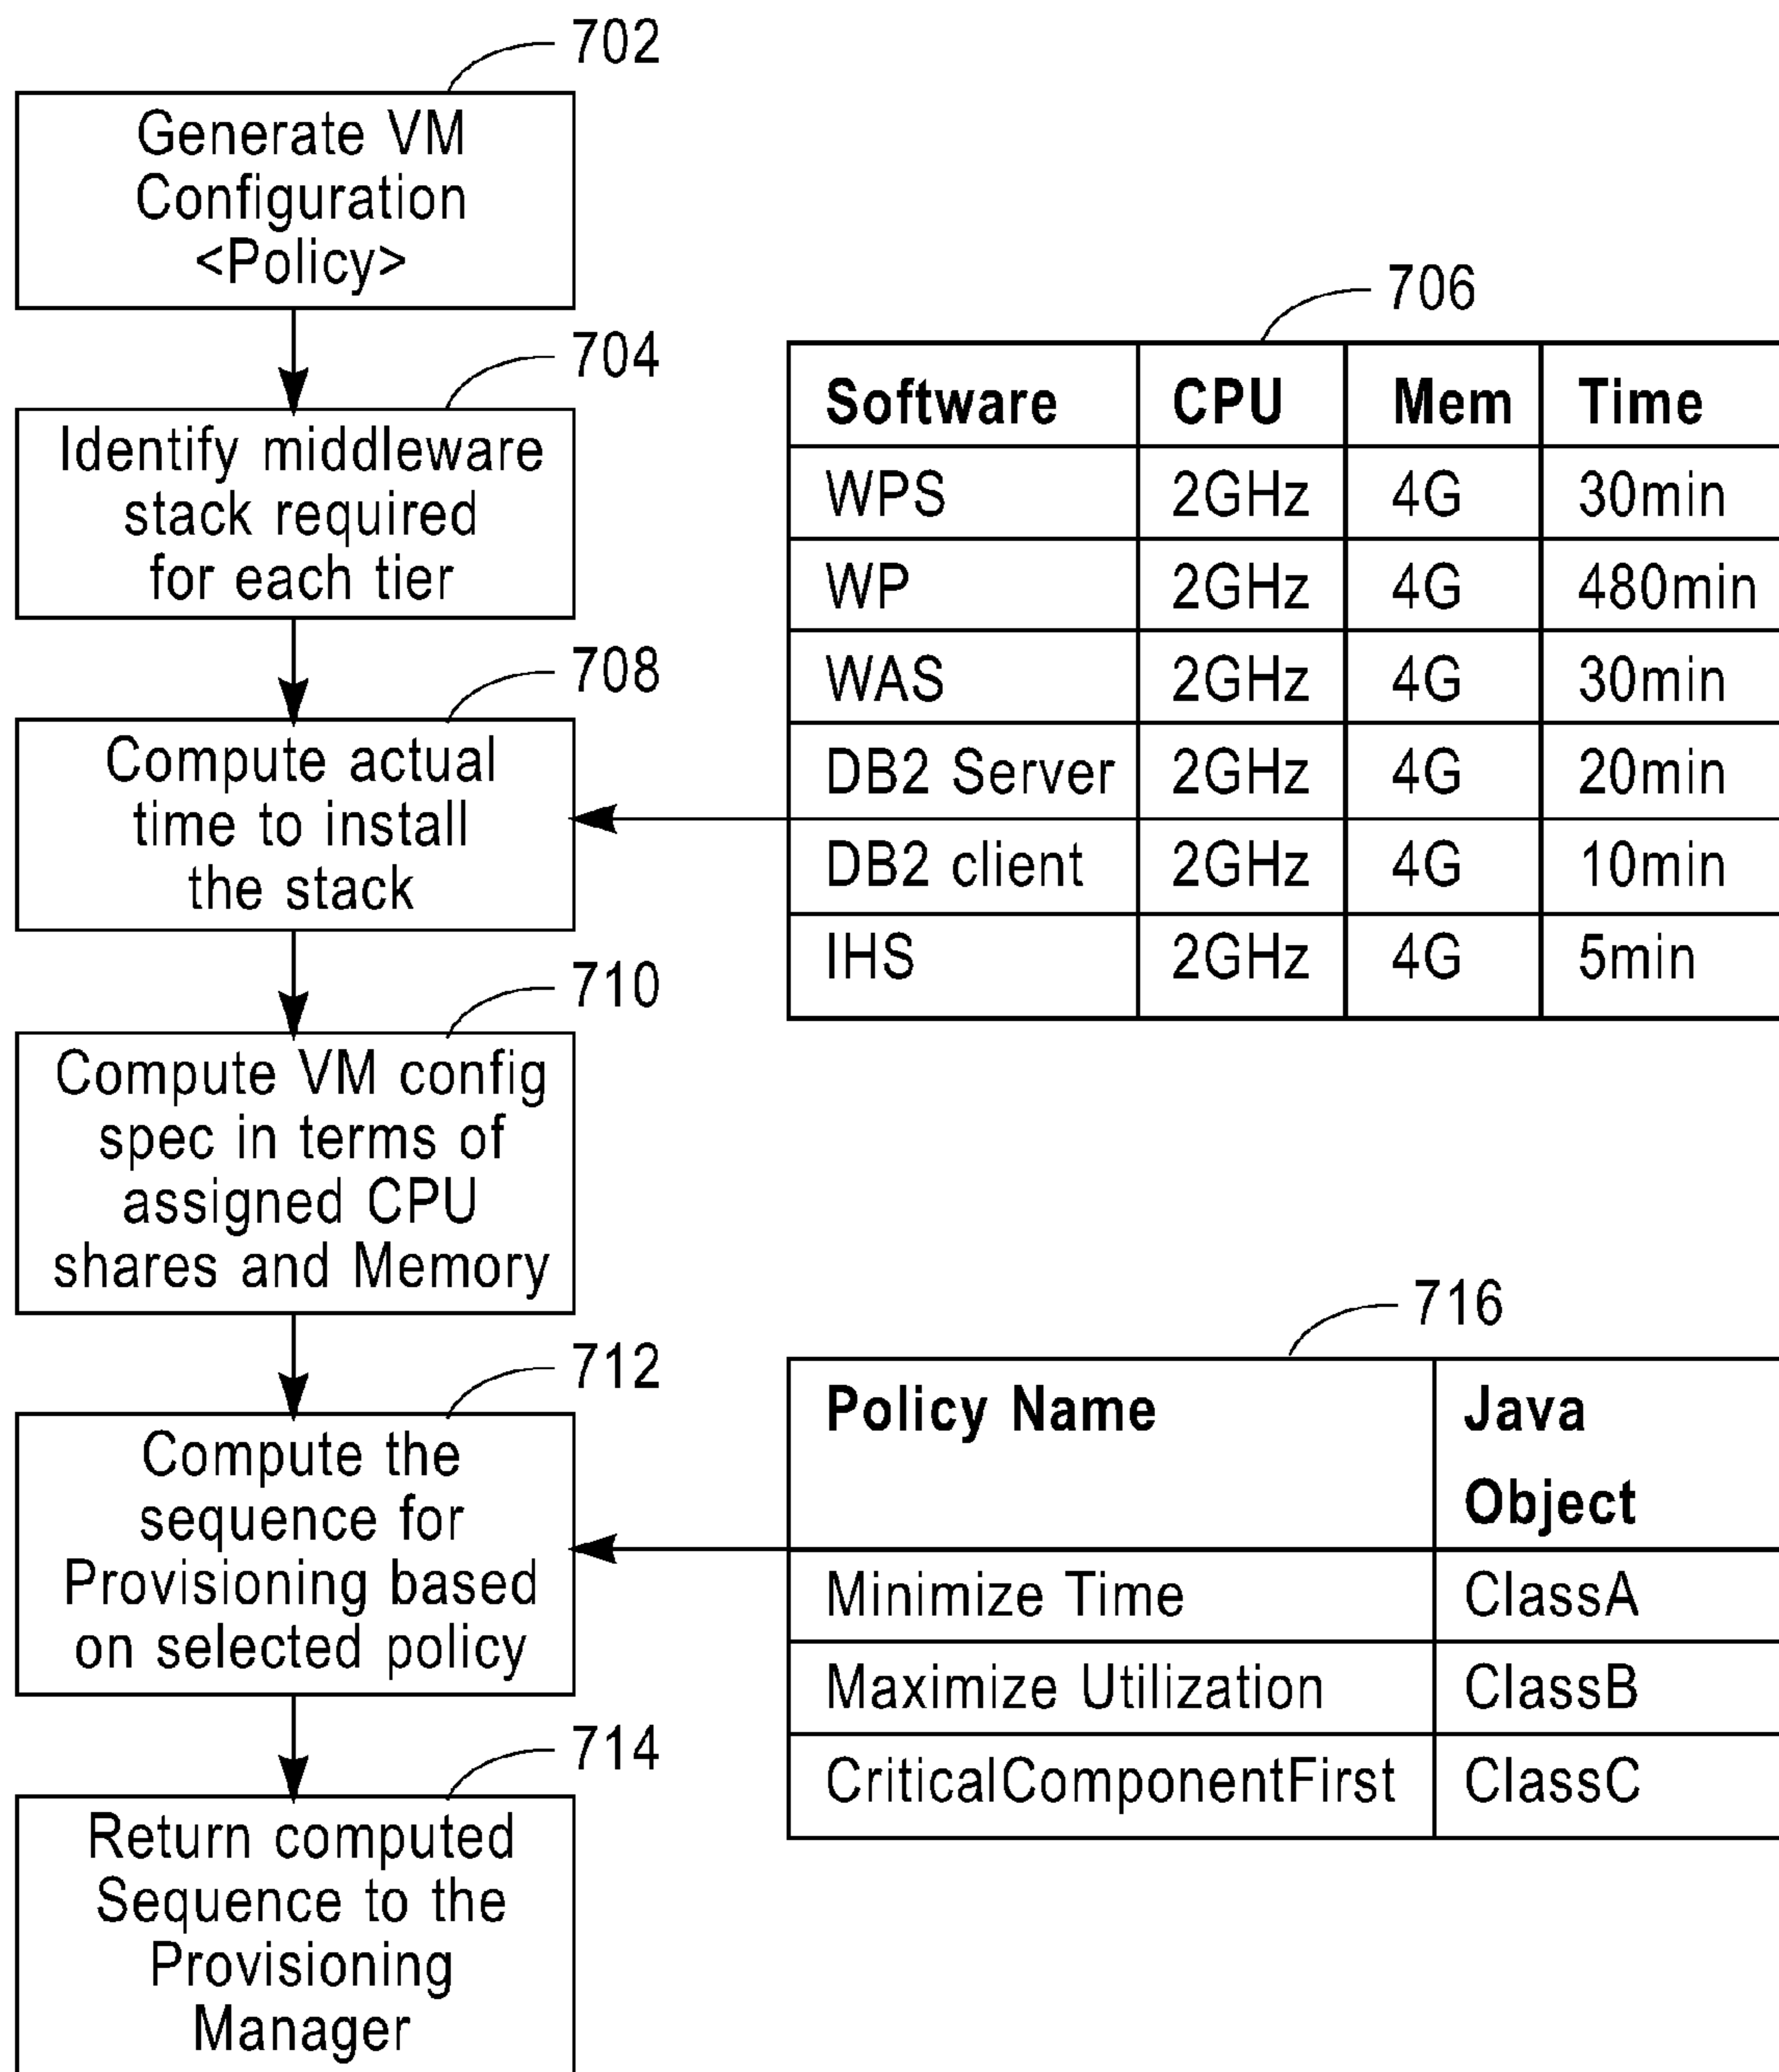 702
Generate VM
Configuration
<Policy>
704
Identify middleware
stack required
for each tier
708
Compute actual
time to install
the stack
710
Compute VM config
spec in terms of
assigned CPU
shares and Memory
712
Compute the
sequence for
Provisioning based
on selected policy
714
Return computed
Sequence to the
Provisioning
Manager
706
Software CPU Mem Time
WPS 2GHz 4G 30min
WP 2GHz 4G 480min
WAS 2GHz 4G 30min
DB2 Server 2GHz 4G 20min
DB2 client 2GHz 4G 10min
IHS 2GHz 4G 5min
716
Policy Name Java
Object
Minimize Time ClassA
Maximize Utilization ClassB
CriticalComponentFirst ClassC